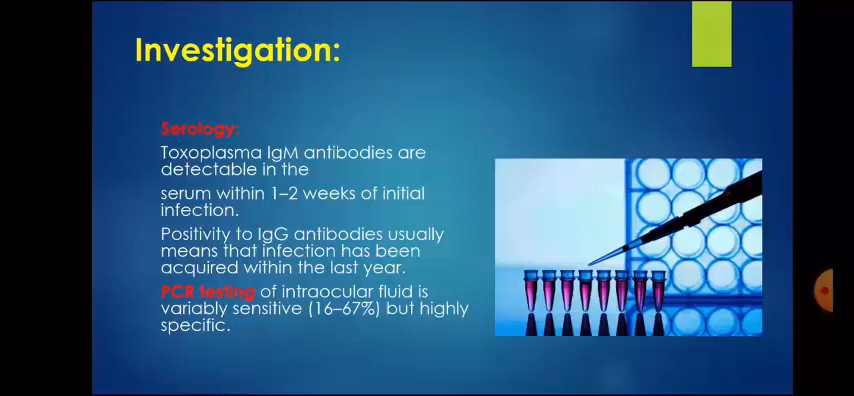 Investigation:
Serology:
Toxoplasma IgM antibodies are
detectable in the
serum within 1–2 weeks of initial
infection.
Positivity to IgG antibodies usually
means that infection has been
acquired within the last year.
PCR testing of intraocular fluid is
variably sensitive (16–67%) but highly
specific.